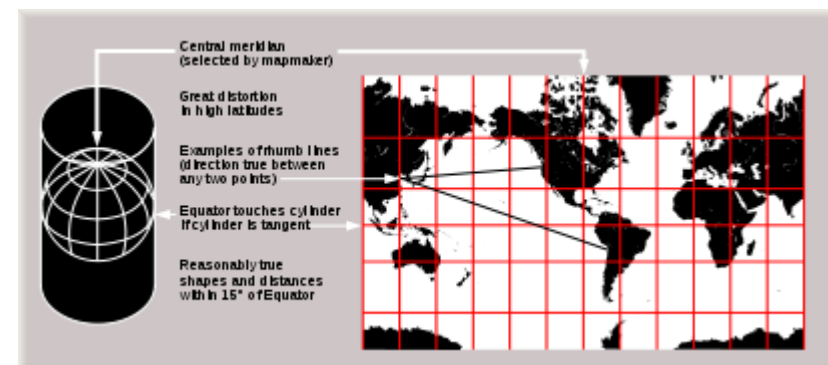 Central meridian
(selected by mapmaker)
Great distortion
in high latitudes
Examples of rhumb lines
(direction true between
any two points)
Equator touches cylinder
if cylinder is tangent
Reasonably true
shapes and distances
within 15° of Equator